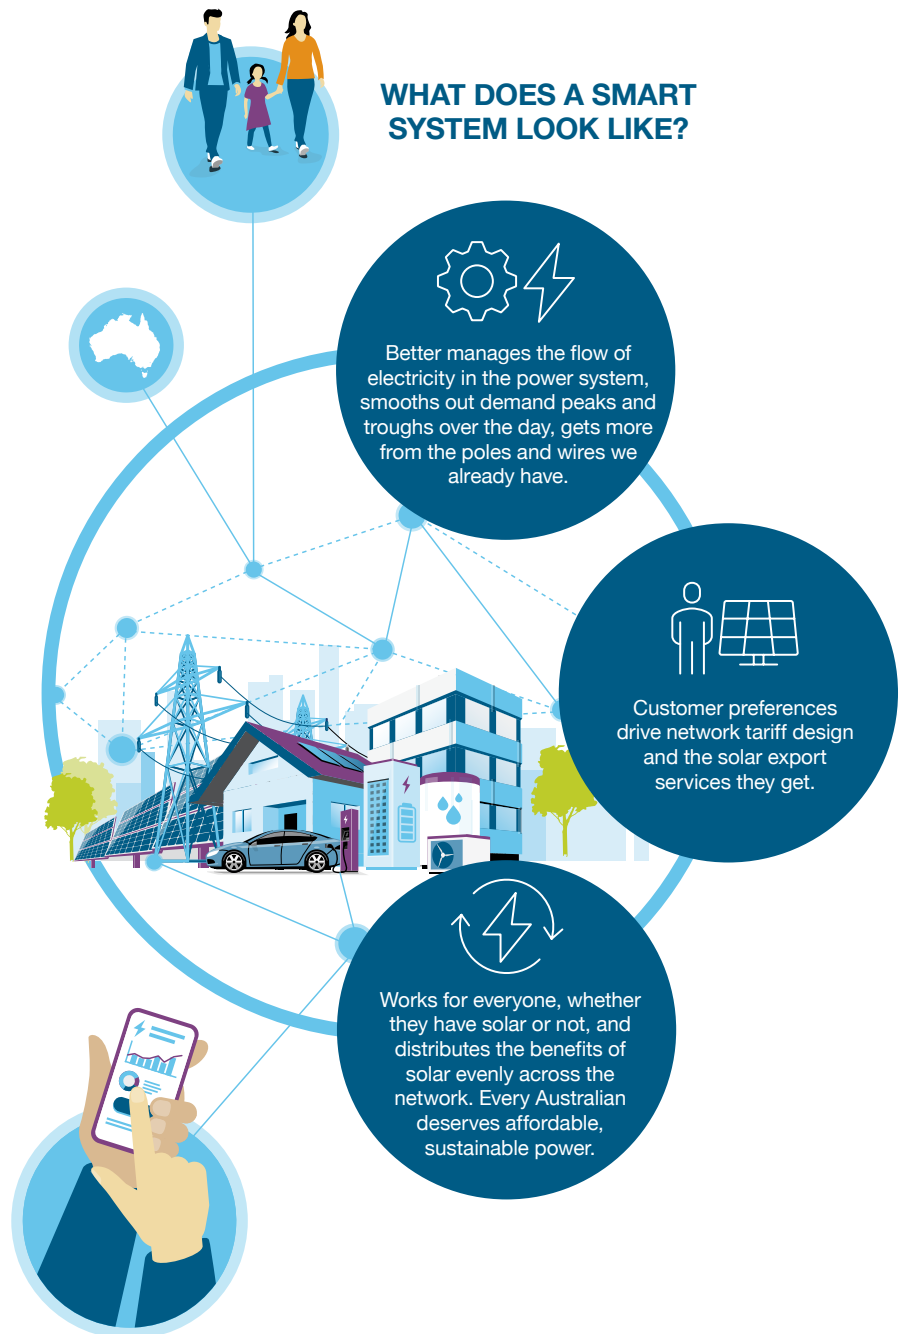 WHAT DOES A SMART
SYSTEM LOOK LIKE?
Better manages the flow of
electricity in the power system,
smooths out demand peaks and
troughs over the day, gets more
from the poles and wires we
already have.
Customer preferences
drive network tariff design
and the solar export
services they get.
Works for everyone, whether
they have solar or not, and
distributes the benefits of
solar evenly across the
network. Every Australian
deserves affordable,
sustainable power.